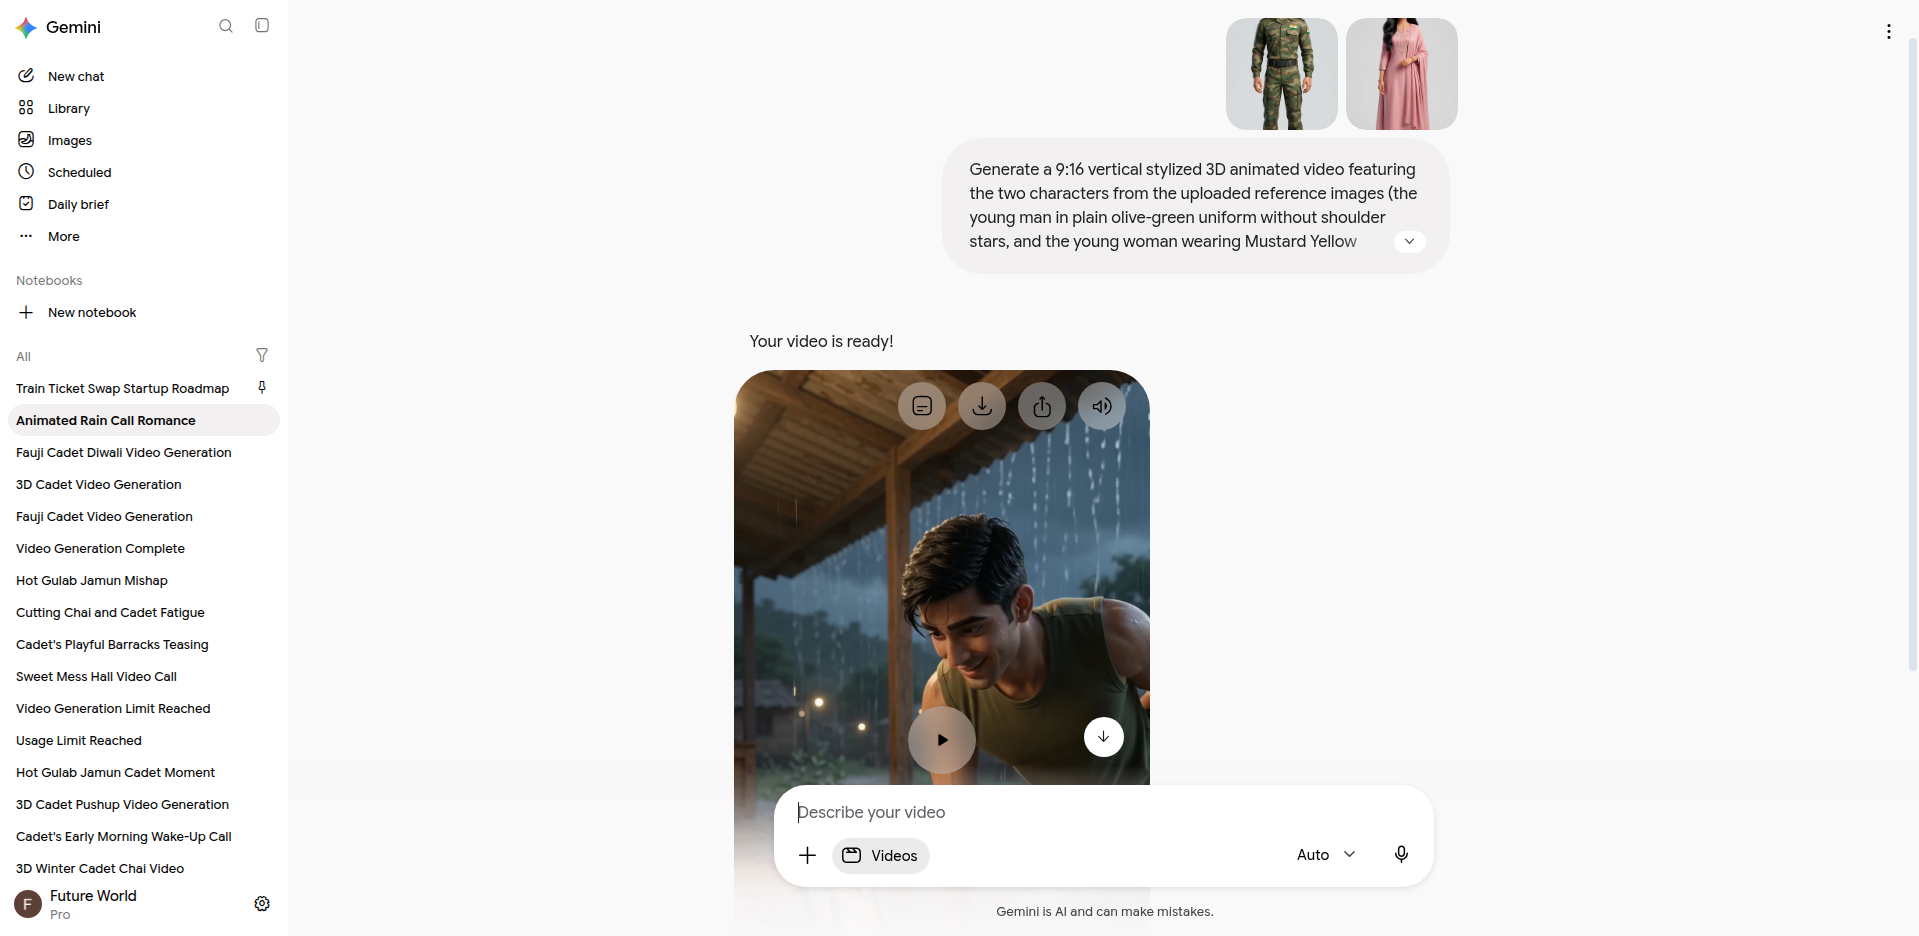 Gemini
New chat
Library
Images
Scheduled
Daily brief
More
Notebooks
New notebook
All
Train Ticket Swap Startup Roadmap
Animated Rain Call Romance
Fauji Cadet Diwali Video Generation
3D Cadet Video Generation
Fauji Cadet Video Generation
Video Generation Complete
Hot Gulab Jamun Mishap
Cutting Chai and Cadet Fatigue
Cadet's Playful Barracks Teasing
Sweet Mess Hall Video Call
Video Generation Limit Reached
Usage Limit Reached
Hot Gulab Jamun Cadet Moment
3D Cadet Pushup Video Generation
Cadet's Early Morning Wake-Up Call
3D Winter Cadet Chai Video
F
Future World
Pro
Generate a 9:16 vertical stylized 3D animated video featuring
the two characters from the uploaded reference images (the
young man in plain olive-green uniform without shoulder
stars, and the young woman wearing Mustard Yellow
Your video is ready!
Describe your video
Videos
Auto
Gemini is AI and can make mistakes.